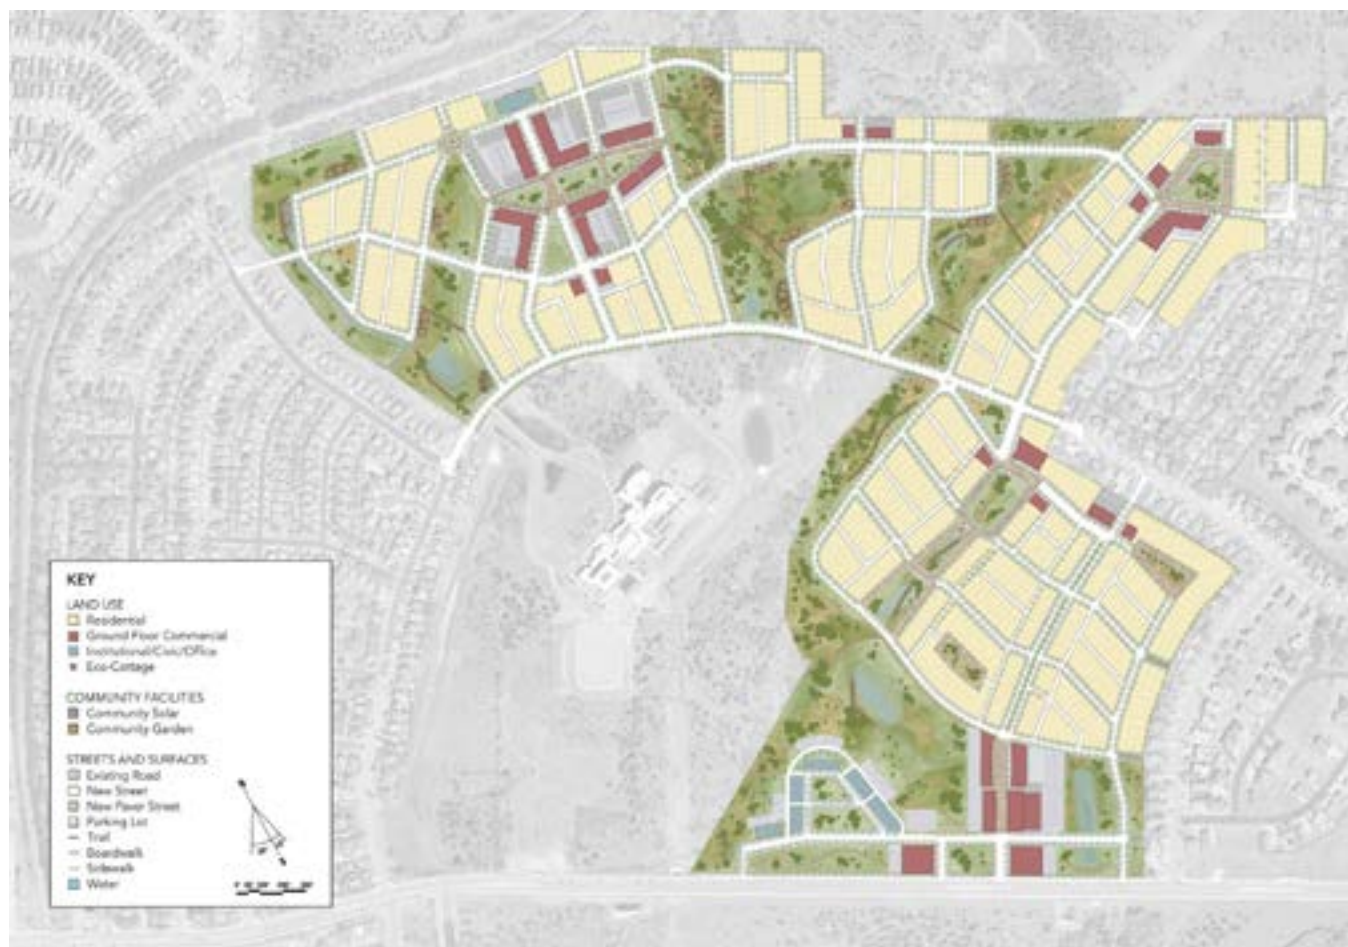 KEY
LAND USE
Residential
Ground Floor Commercial
Institutional/Civic/Office
Eco-Cottage
COMMUNITY FACILITIES
Community Solar
Community Garden
STREETS AND SURFACES
Existing Road
New Street
New Paver Street
Parking Lot
Trail
Boardwalk
Sidewalk
Water